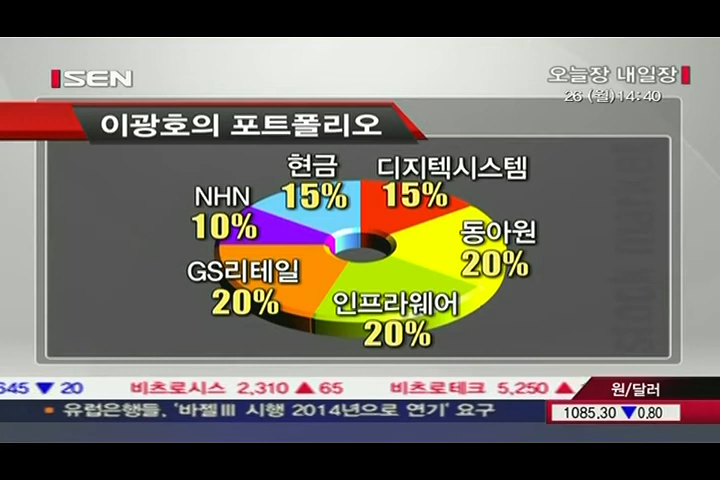 SEN
오늘장 내일장
26 (월) 14:40
이광호의 포트폴리오
현금
15%
디지텍시스템
15%
NHN
10%
동아원
20%
GS리테일
20%
인프라웨어
20%
645 ▼ 20 비츠로시스 2,310 ▲ 65 비츠로테크 5,250 ▲
원/달러
유럽은행들, '바젤Ⅲ 시행 2014년으로 연기' 요구
1085.30 ▼0.80